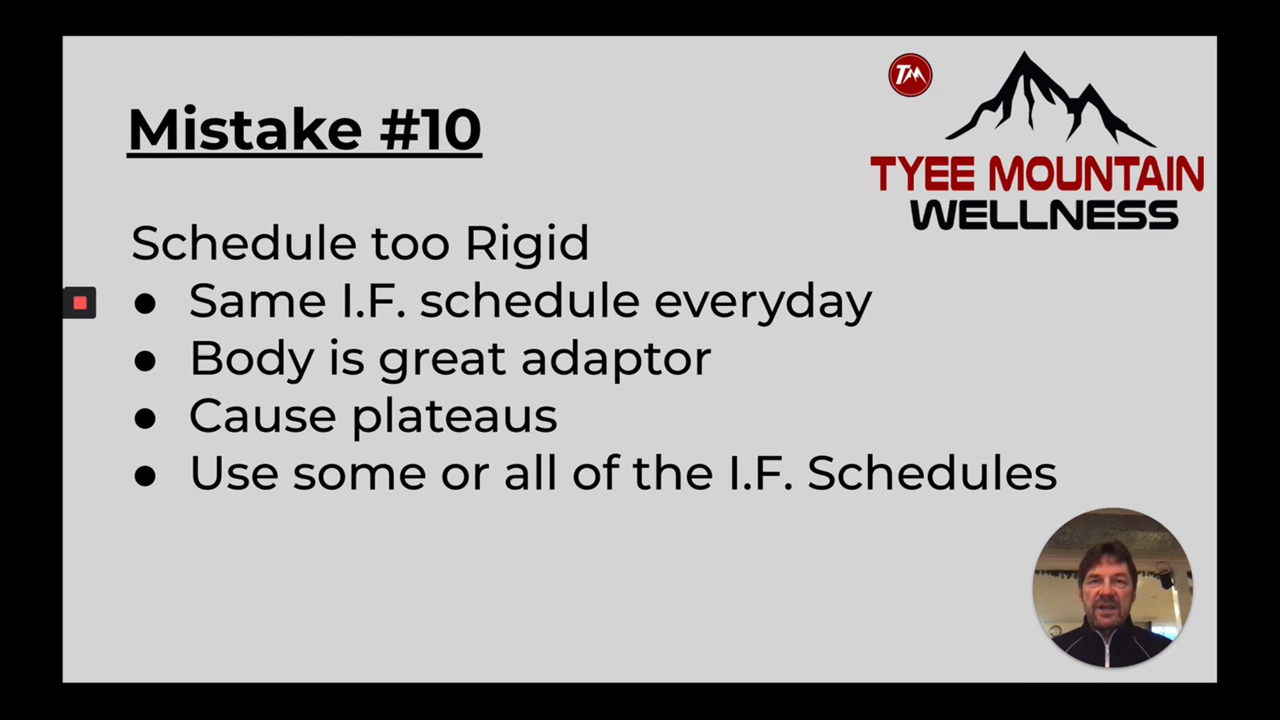 Mistake #10
TM
TYEE MOUNTAIN
WELLNESS
Schedule too Rigid
● Same I.F. schedule everyday
● Body is great adaptor
● Cause plateaus
● Use some or all of the I.F. Schedules